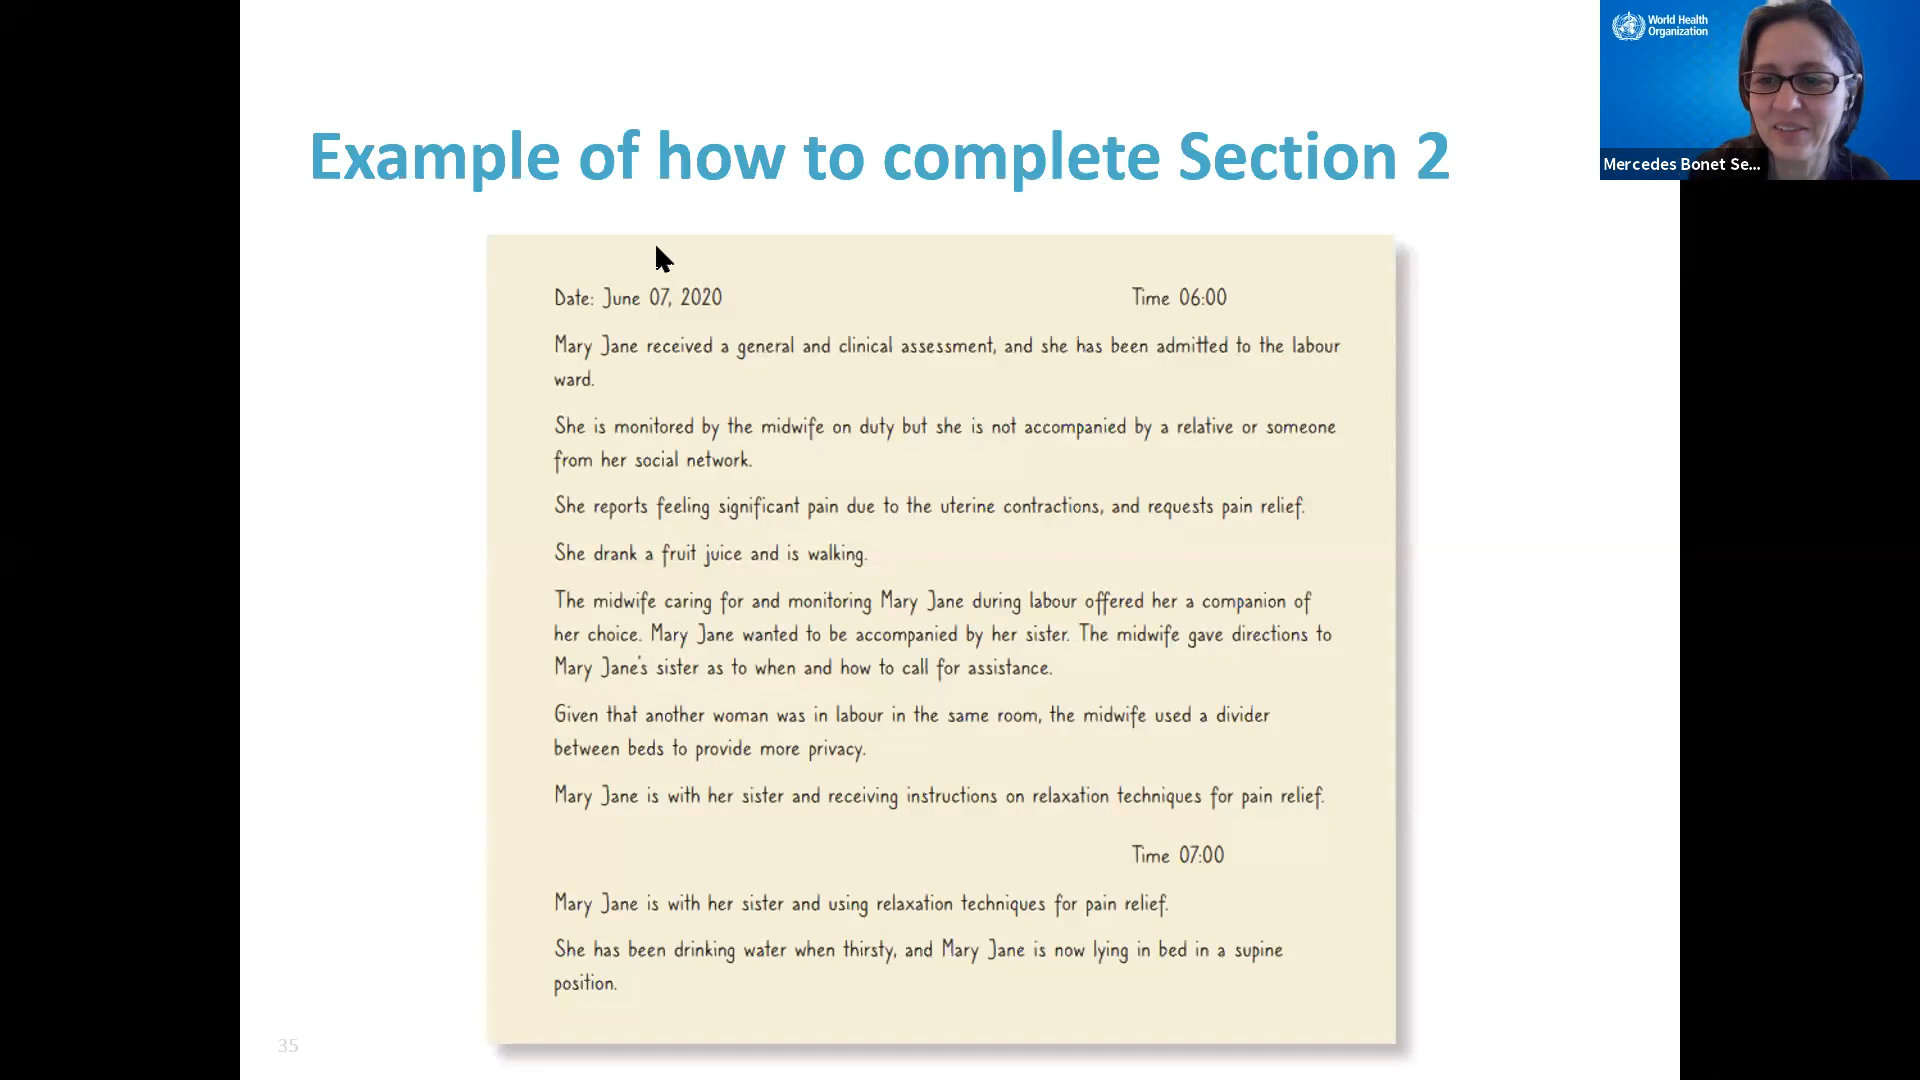 World Health
Organization
Mercedes Bonet Se...
Example of how to complete Section 2
Date: June 07, 2020 Time 06:00
Mary Jane received a general and clinical assessment, and she has been admitted to the labour
ward.
She is monitored by the midwife on duty but she is not accompanied by a relative or someone
from her social network.
She reports feeling significant pain due to the uterine contractions, and requests pain relief.
She drank a fruit juice and is walking.
The midwife caring for and monitoring Mary Jane during labour offered her a companion of
her choice. Mary Jane wanted to be accompanied by her sister. The midwife gave directions to
Mary Jane's sister as to when and how to call for assistance.
Given that another woman was in labour in the same room, the midwife used a divider
between beds to provide more privacy.
Mary Jane is with her sister and receiving instructions on relaxation techniques for pain relief.
Time 07:00
Mary Jane is with her sister and using relaxation techniques for pain relief.
She has been drinking water when thirsty, and Mary Jane is now lying in bed in a supine
position.
35